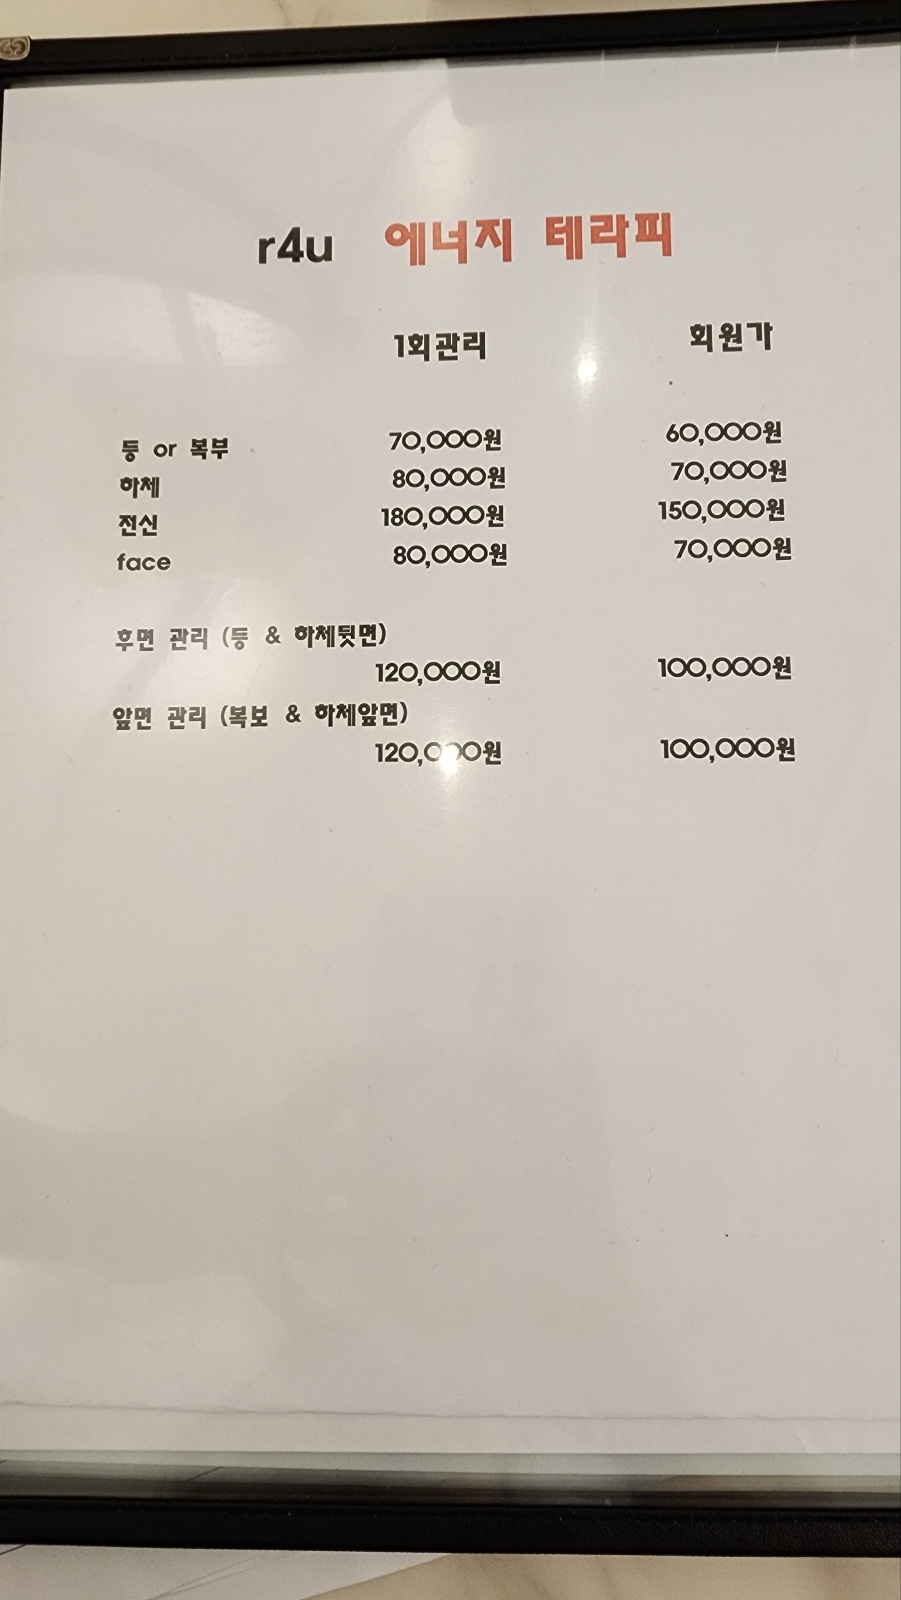 r4u 에너지 테라피
1회관리 회원가
등 or 복부 70,000원 60,000원
하체 80,000원 70,000원
전신 180,000원 150,000원
face 80,000원 70,000원
후면 관리 (등 & 하체뒷면)
120,000원 100,000원
앞면 관리 (복보 & 하체앞면)
120,000원 100,000원